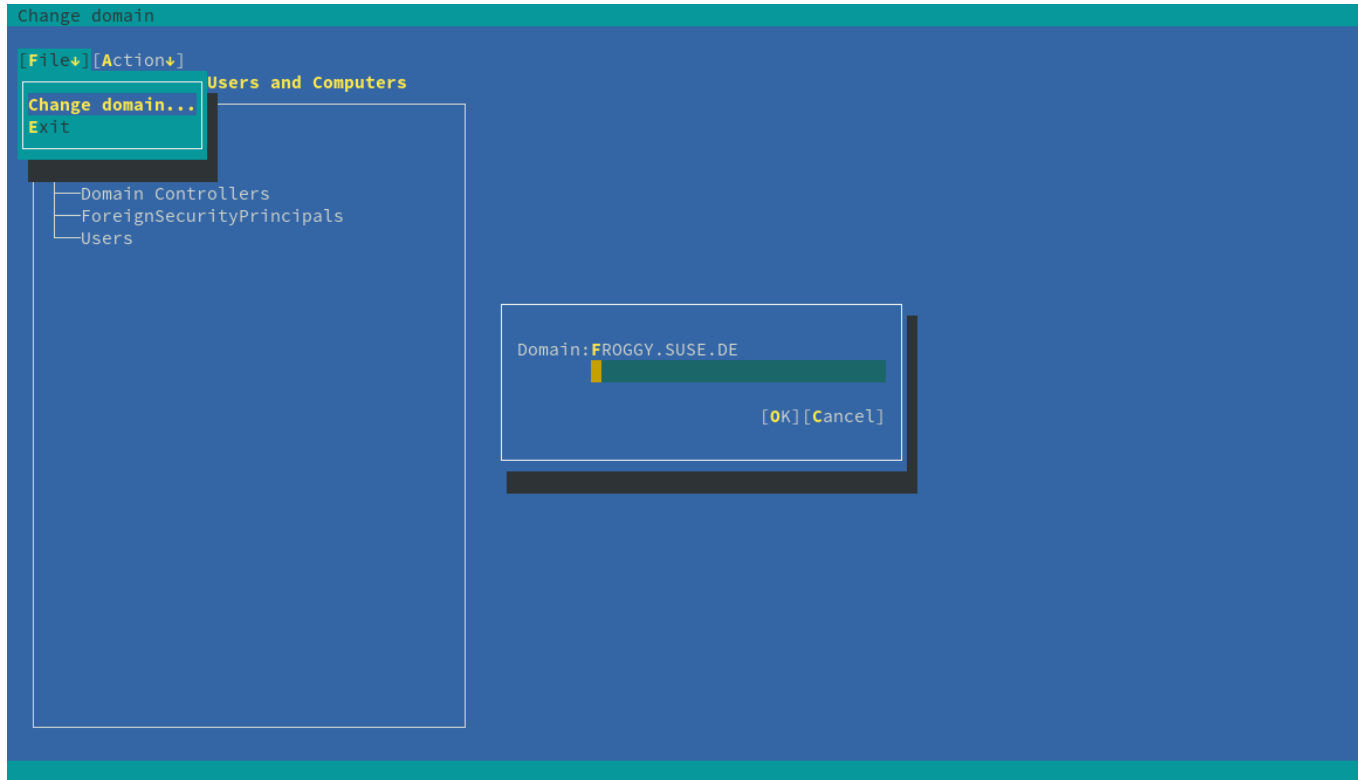 Change domain
[File↓][Action↓]
Users and Computers
Change domain...
Exit
Domain Controllers
ForeignSecurityPrincipals
Users
Domain:FROGGY.SUSE.DE
[OK][Cancel]